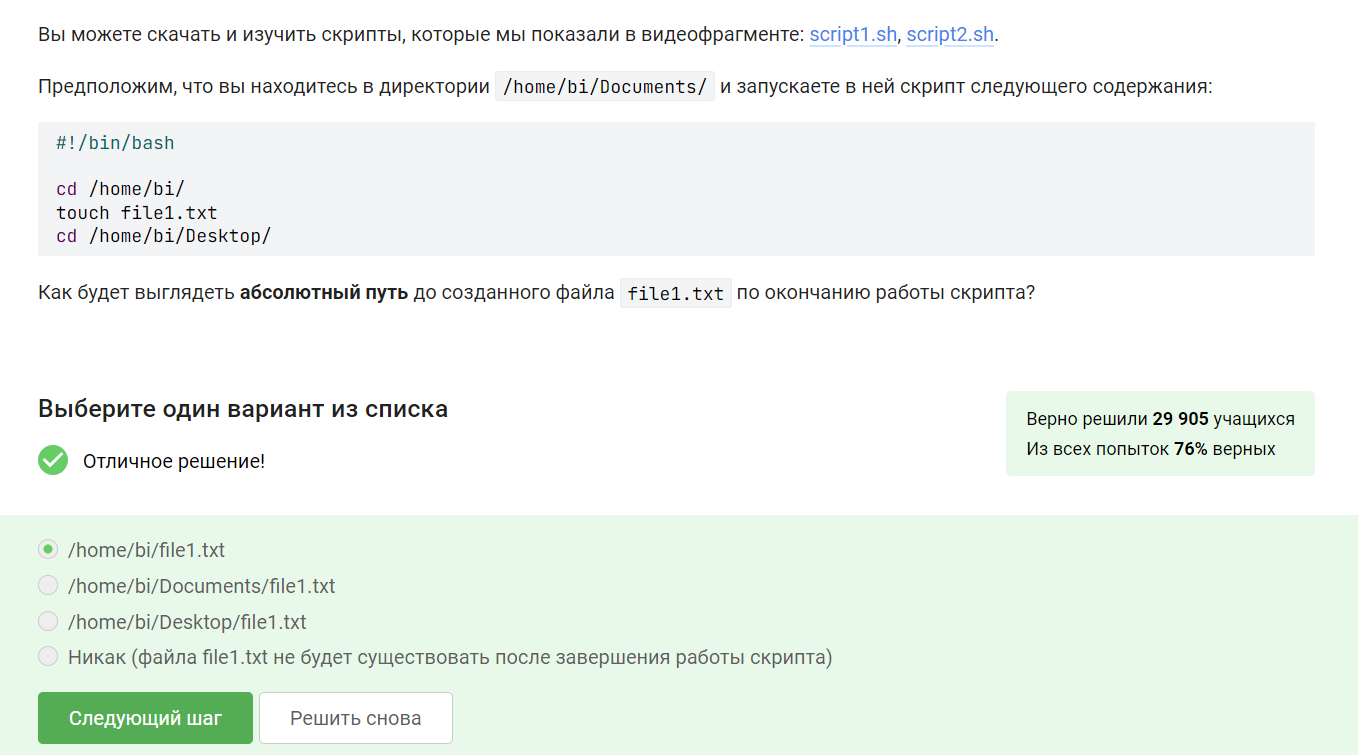 Вы можете скачать и изучить скрипты, которые мы показали в видеофрагменте: script1.sh, script2.sh.
Предположим, что вы находитесь в директории /home/bi/Documents/ и запускаете в ней скрипт следующего содержания:
#!/bin/bash
cd /home/bi/
touch file1.txt
cd /home/bi/Desktop/
Как будет выглядеть абсолютный путь до созданного файла file1.txt по окончанию работы скрипта?
Выберите один вариант из списка
Верно решили 29 905 учащихся
Из всех попыток 76% верных
Отличное решение!
/home/bi/file1.txt
/home/bi/Documents/file1.txt
/home/bi/Desktop/file1.txt
Никак (файла file1.txt не будет существовать после завершения работы скрипта)
Следующий шаг
Решить снова